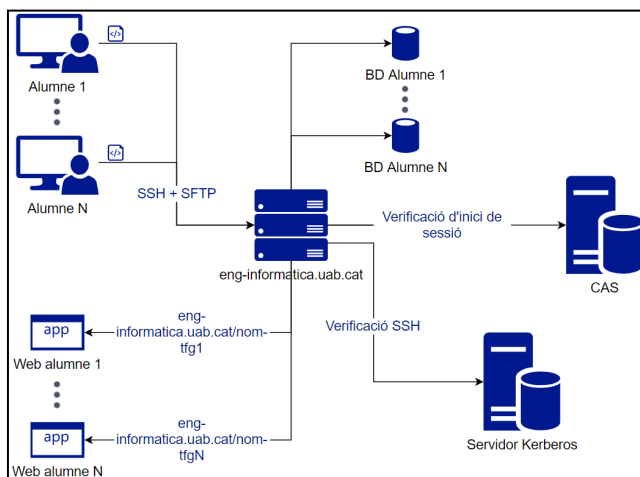 </>
Alumne 1
</>
Alumne N
SSH + SFTP
BD Alumne 1
BD Alumne N
eng-informatica.uab.cat
Verificació d'inici de
sessió
CAS
Verificació SSH
Servidor Kerberos
app
Web alumne 1
eng-
informatica.uab.cat/nom-
tfg1
app
Web alumne N
eng-
informatica.uab.cat/nom-
tfgN